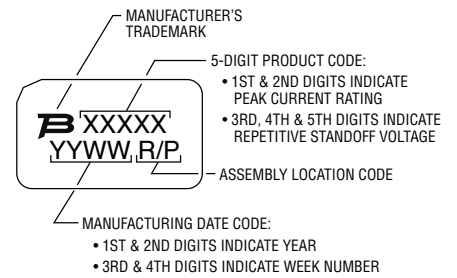 MANUFACTURER'S
TRADEMARK
5-DIGIT PRODUCT CODE:
• 1ST & 2ND DIGITS INDICATE
PEAK CURRENT RATING
• 3RD, 4TH & 5TH DIGITS INDICATE
REPETITIVE STANDOFF VOLTAGE
B XXXXX
YYWW R/P
ASSEMBLY LOCATION CODE
MANUFACTURING DATE CODE:
• 1ST & 2ND DIGITS INDICATE YEAR
• 3RD & 4TH DIGITS INDICATE WEEK NUMBER